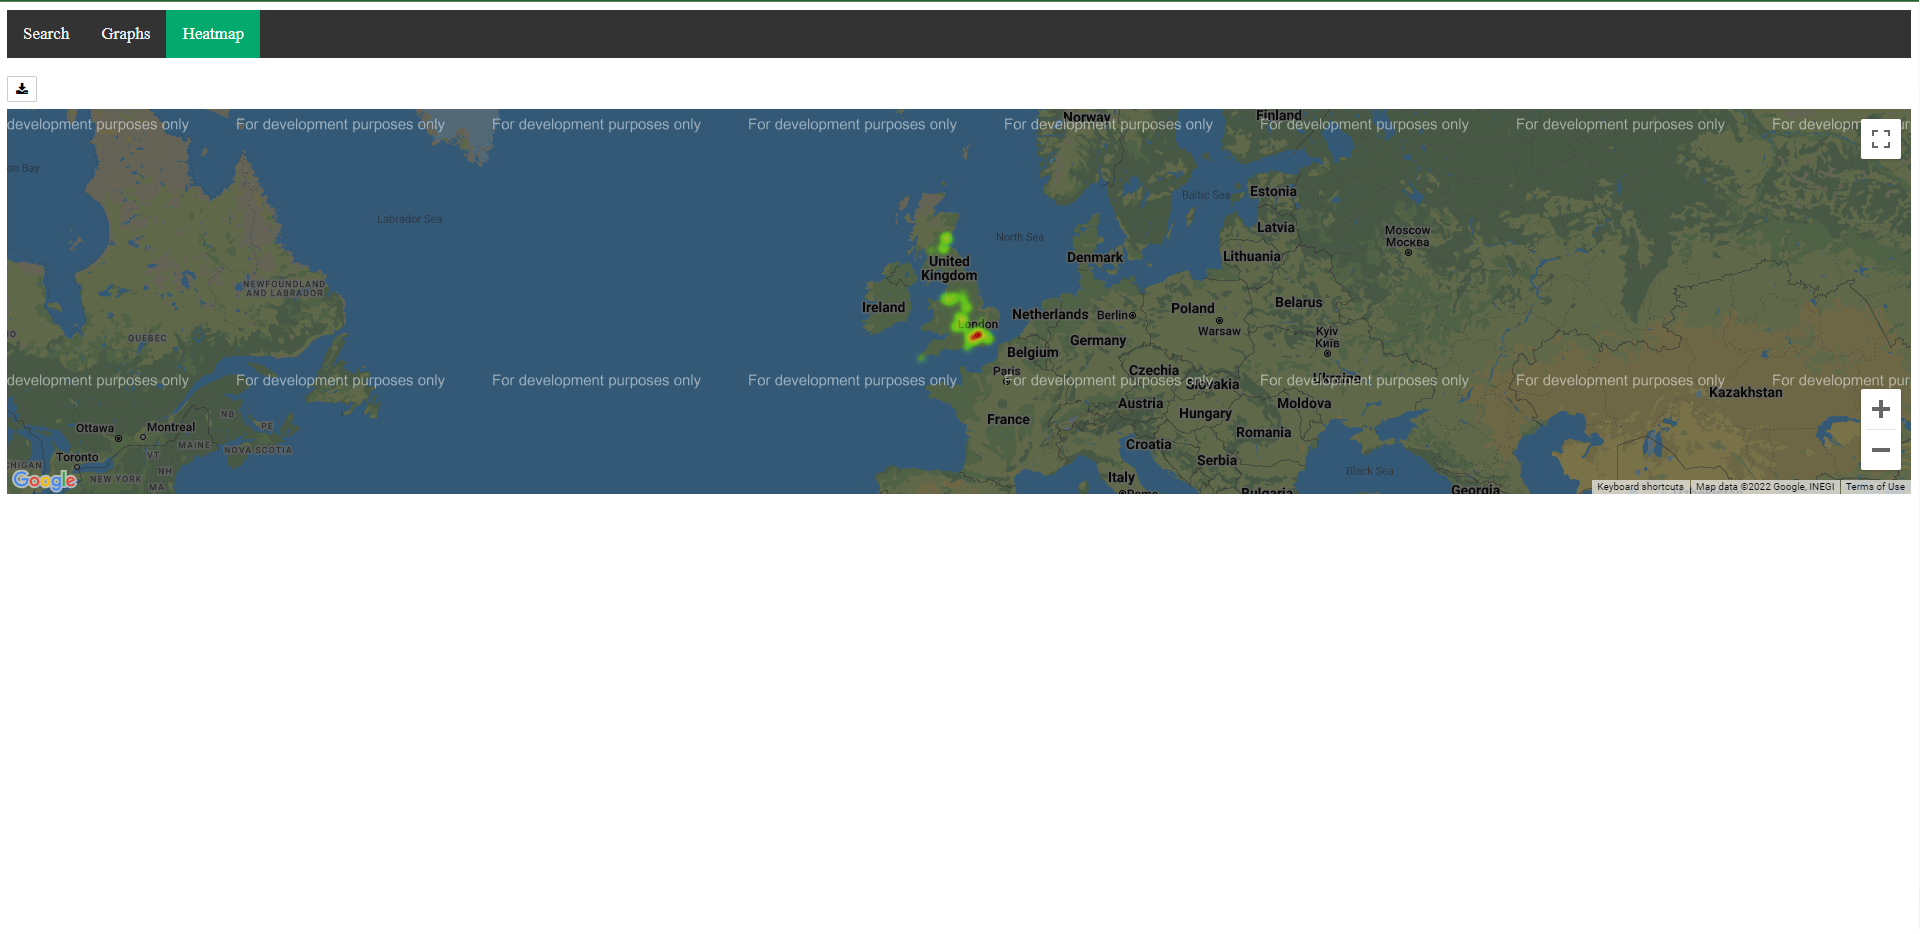 Search Graphs Heatmap
development purposes only For development purposes only For development purposes only For development purposes only For development purposes only For development purposes only For development purposes only
Norway
Finland
on Bay
Estonia
Baltic Sea
Labrador Sea
Latvia
North Sea
Moscow
Москва
Denmark
Lithuania
United
Kingdom
NEWFOUNDLAND
AND LABRADOR
Ireland
Netherlands
Berlin
Poland
Belarus
London
Warsaw
Kyiv
Київ
QUEBEC
Germany
Belgium
Paris
Czechia
development purposes only For development purposes only For development purposes only For development purposes only For development purposes only For development purposes only For development purposes only For development pur
Slovakia
Ukraine
Kazakhstan
Austria
Hungary
Moldova
NB
PE
France
Ottawa
Montreal
Romania
MAINE
NOVA SCOTIA
Croatia
VT
Toronto
Serbia
CHIGAN
NH
Black Sea
Google
NEW YORK
MA
Italy
Rome
Bulgaria
Georgia
Keyboard shortcuts Map data ©2022 Google, INEGI Terms of Use